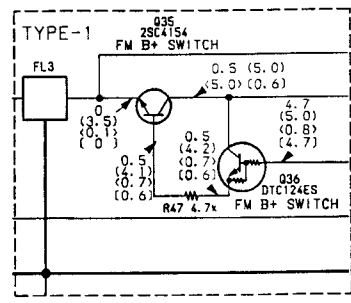 TYPE-1
Q35
2SC4154
FM B+ SWITCH
FL3
0.5 (5.0)
(5.0) (0.6)
0
(3.5)
(0.1)
[ 0 ]
4.7
(5.0)
(0.8)
[4.7]
0.5
(4.2)
(0.7)
[0.6]
0.5
(4.1)
(0.7)
[0.6]
Q36
DTC124ES
R47 4.7k
FM B+ SWITCH